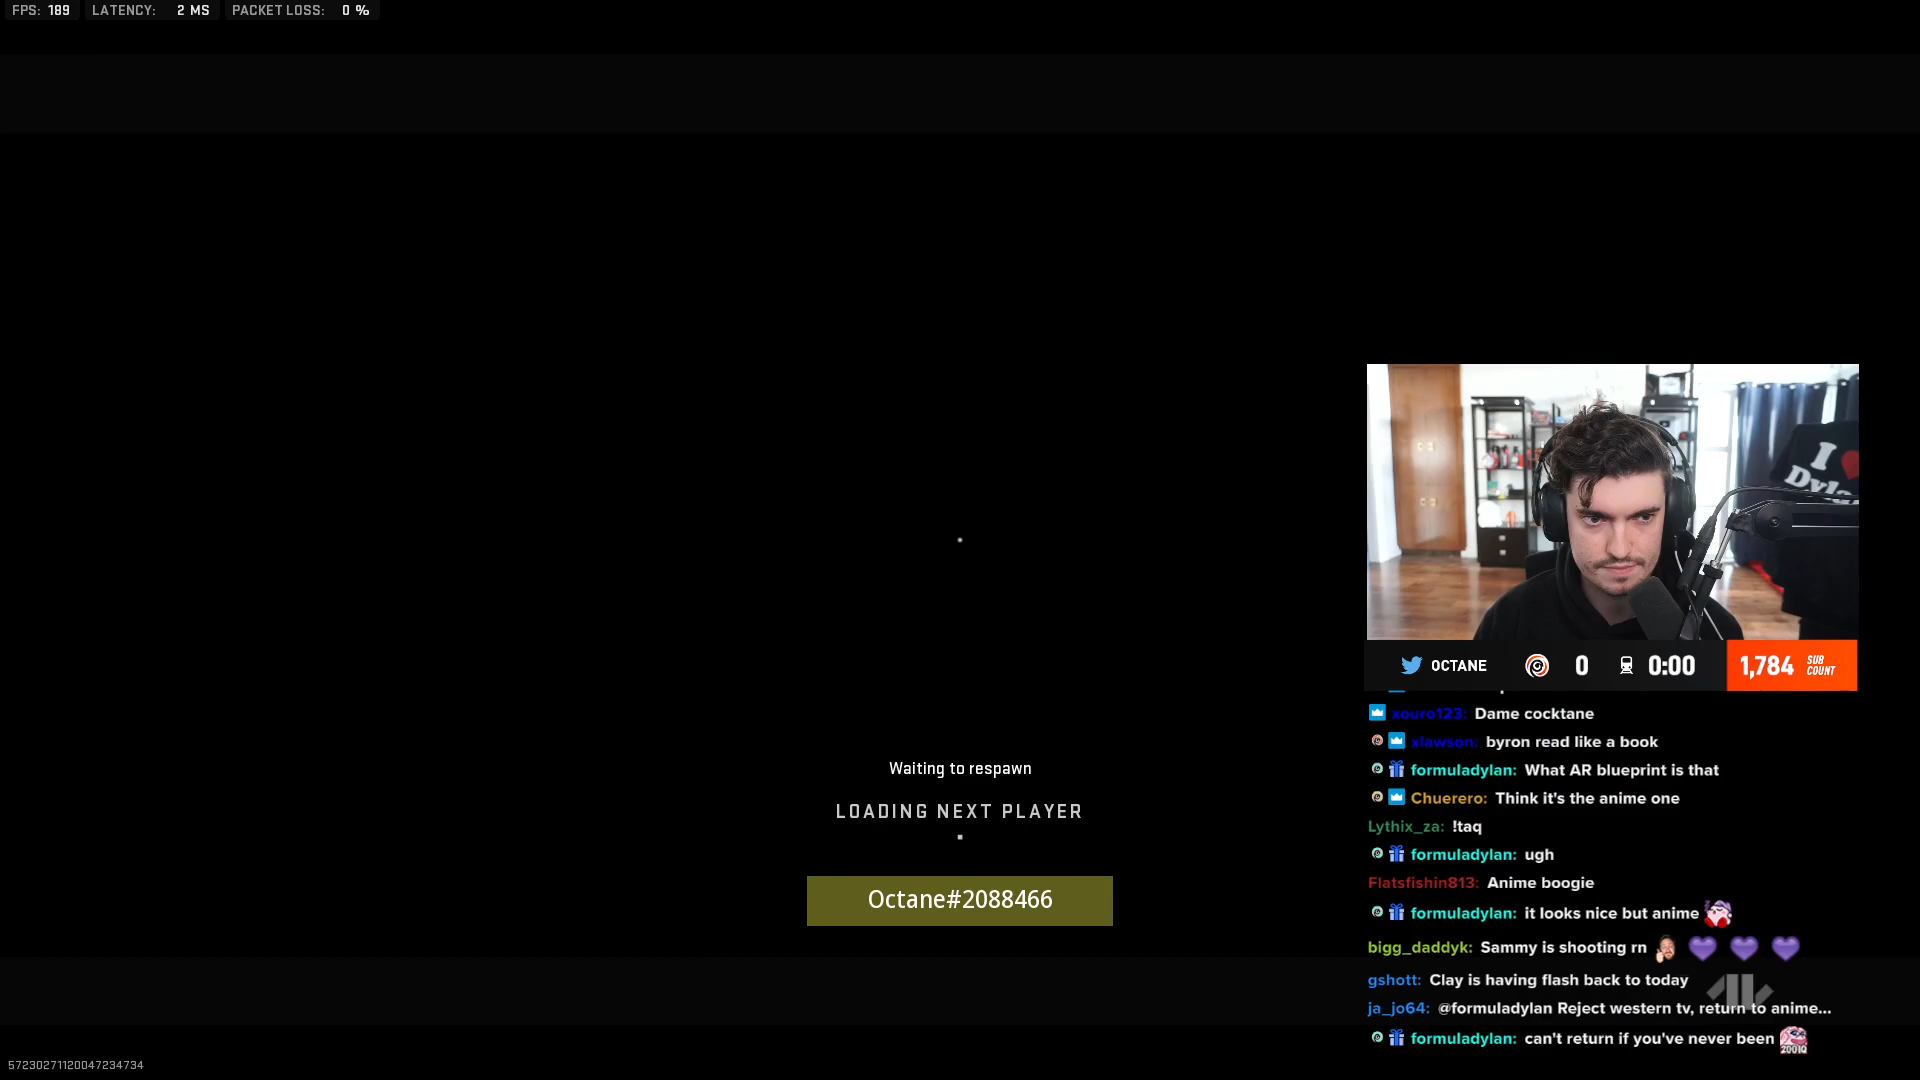 FPS: 189 LATENCY: 2 MS PACKET LOSS: 0 %
I
Dyla
OCTANE 0 0:00 1,784 SUB COUNT
xouro123: Dame cocktane
xlawson: byron read like a book
Waiting to respawn
formuladylan: What AR blueprint is that
Chuerero: Think it's the anime one
LOADING NEXT PLAYER
Lythix_za: !taq
formuladylan: ugh
Flatsfishin813: Anime boogie
Octane#2088466
formuladylan: it looks nice but anime
bigg_daddyk: Sammy is shooting rn
gshott: Clay is having flash back to today
ja_jo64: @formuladylan Reject western tv, return to anime...
formuladylan: can't return if you've never been
200IQ
57230271120047234734